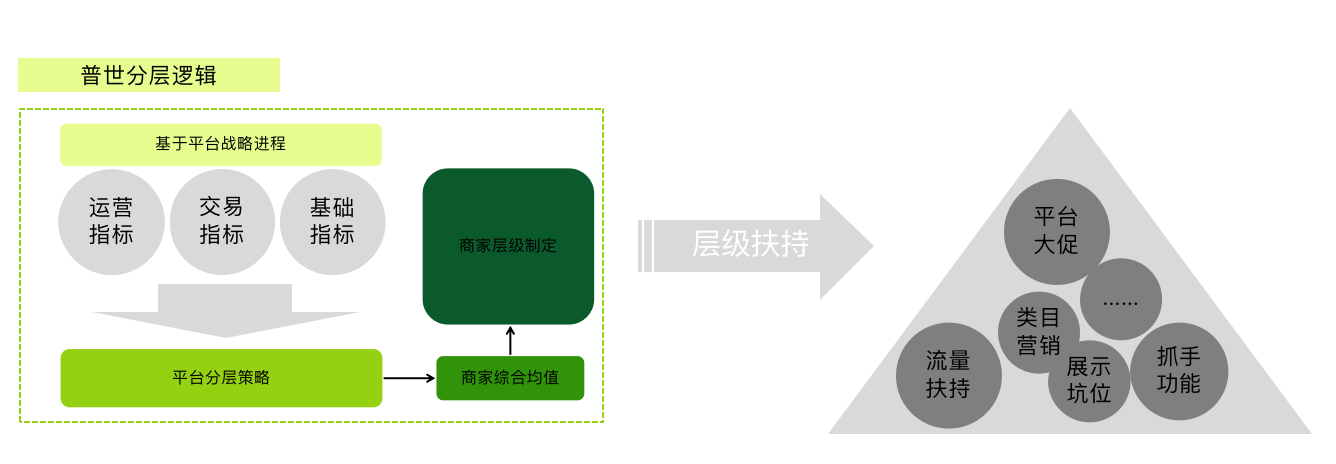 普世分层逻辑
基于平台战略进程
运营
指标
交易
指标
基础
指标
商家层级制定
平台分层策略
商家综合均值
层级扶持
平台
大促
……
类目
营销
流量
扶持
展示
坑位
抓手
功能